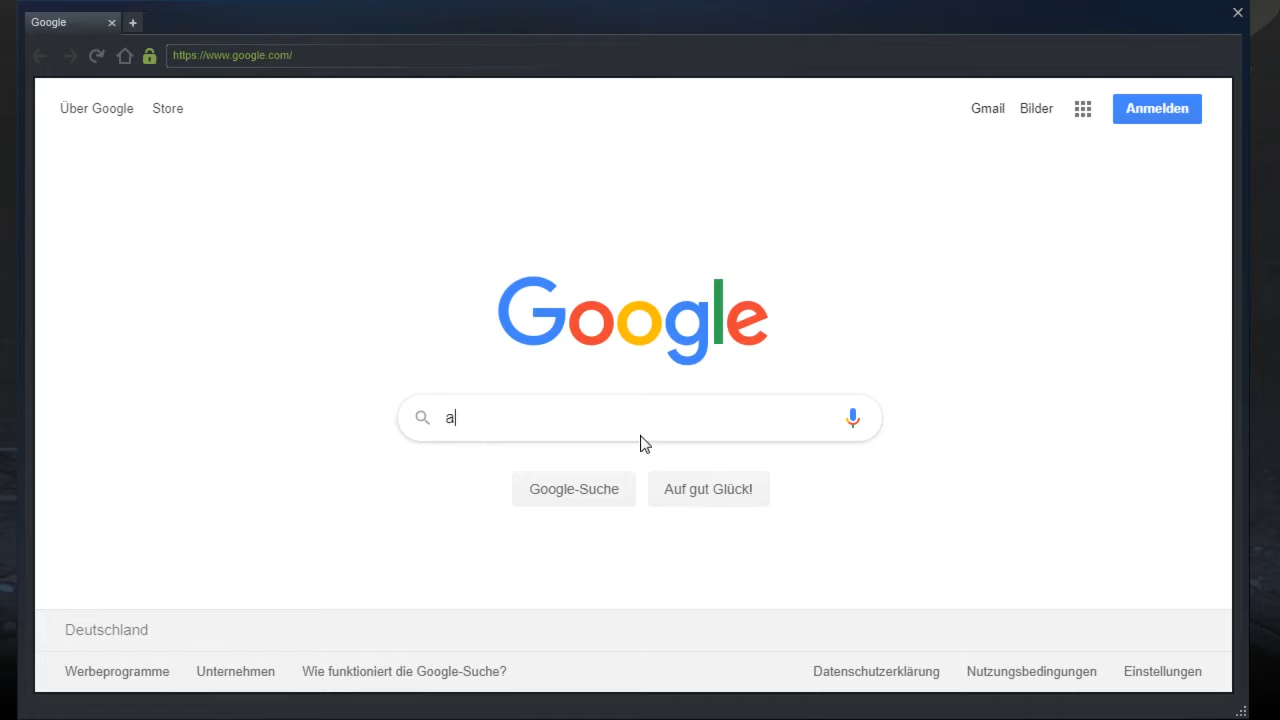 Google
https://www.google.com/
Über Google Store Gmail Bilder Anmelden
Google
a
Google-Suche Auf gut Glück!
Deutschland
Werbeprogramme Unternehmen Wie funktioniert die Google-Suche? Datenschutzerklärung Nutzungsbedingungen Einstellungen